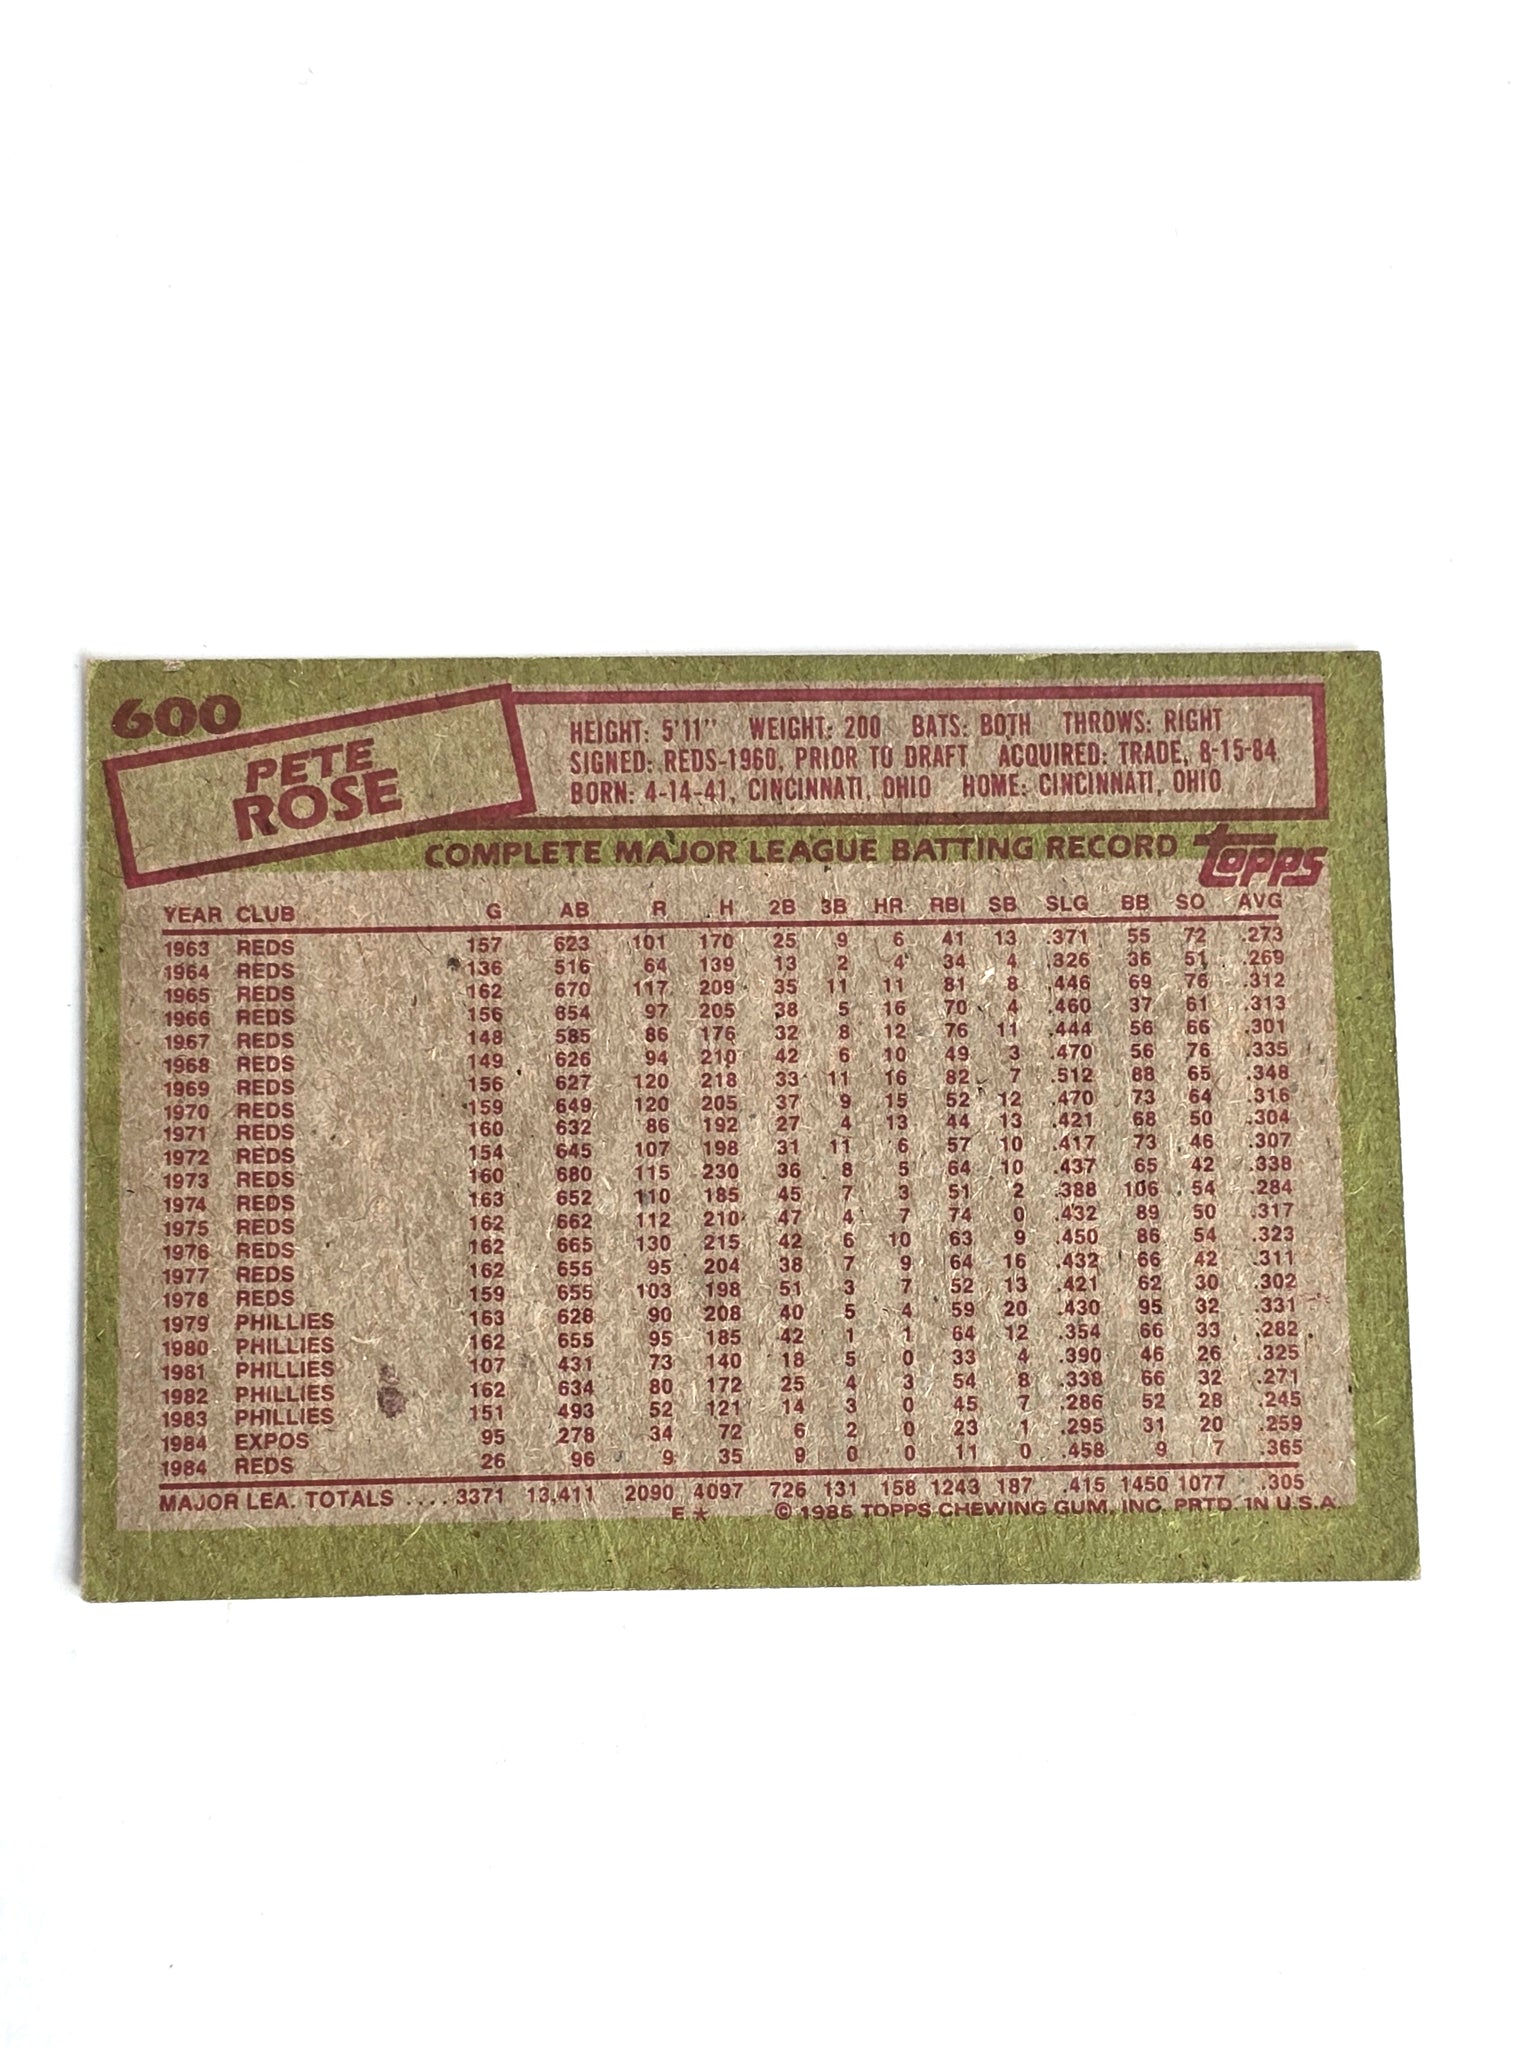 600
PETE
ROSE
HEIGHT: 5'11" WEIGHT: 200 BATS: BOTH THROWS: RIGHT
SIGNED: REDS-1960, PRIOR TO DRAFT ACQUIRED: TRADE, 8-15-84
BORN: 4-14-41, CINCINNATI, OHIO HOME: CINCINNATI, OHIO
COMPLETE MAJOR LEAGUE BATTING RECORD topps
YEAR CLUB G AB R H 2B 3B HR RBI SB SLG BB SO AVG
1963 REDS 157 623 101 170 25 9 6 41 13 .371 55 72 .273
1964 REDS 136 516 64 139 13 2 4 34 4 .326 36 51 .269
1965 REDS 162 670 117 209 35 11 11 81 8 .446 69 76 .312
1966 REDS 156 654 97 205 38 5 16 70 4 .460 37 61 .313
1967 REDS 148 585 86 176 32 8 12 76 11 .444 56 66 .301
1968 REDS 149 626 94 210 42 6 10 49 3 .470 56 76 .335
1969 REDS 156 627 120 218 33 11 16 82 7 .512 88 65 .348
1970 REDS 159 649 120 205 37 9 15 52 12 .470 73 64 .316
1971 REDS 160 632 86 192 27 4 13 44 13 .421 68 50 .304
1972 REDS 154 645 107 198 31 11 6 57 10 .417 73 46 .307
1973 REDS 160 680 115 230 36 8 5 64 10 .437 65 42 .338
1974 REDS 163 652 110 185 45 7 3 51 2 .388 106 54 .284
1975 REDS 162 662 112 210 47 4 7 74 0 .432 89 50 .317
1976 REDS 162 665 130 215 42 6 10 63 9 .450 86 54 .323
1977 REDS 162 655 95 204 38 7 9 64 16 .432 66 42 .311
1978 REDS 159 655 103 198 51 3 7 52 13 .421 62 30 .302
1979 PHILLIES 163 628 90 208 40 5 4 59 20 .430 95 32 .331
1980 PHILLIES 162 655 95 185 42 1 1 64 12 .354 66 33 .282
1981 PHILLIES 107 431 73 140 18 5 0 33 4 .390 46 26 .325
1982 PHILLIES 162 634 80 172 25 4 3 54 8 .338 66 32 .271
1983 PHILLIES 151 493 52 121 14 3 0 45 7 .286 52 28 .245
1984 EXPOS 95 278 34 72 6 2 0 23 1 .295 31 20 .259
1984 REDS 26 96 9 35 9 0 0 11 0 .458 9 7 .365
MAJOR LEA. TOTALS .... 3371 13,411 2090 4097 726 131 158 1243 187 .415 1450 1077 .305
E * © 1985 TOPPS CHEWING GUM, INC. PRTD. IN U.S.A.